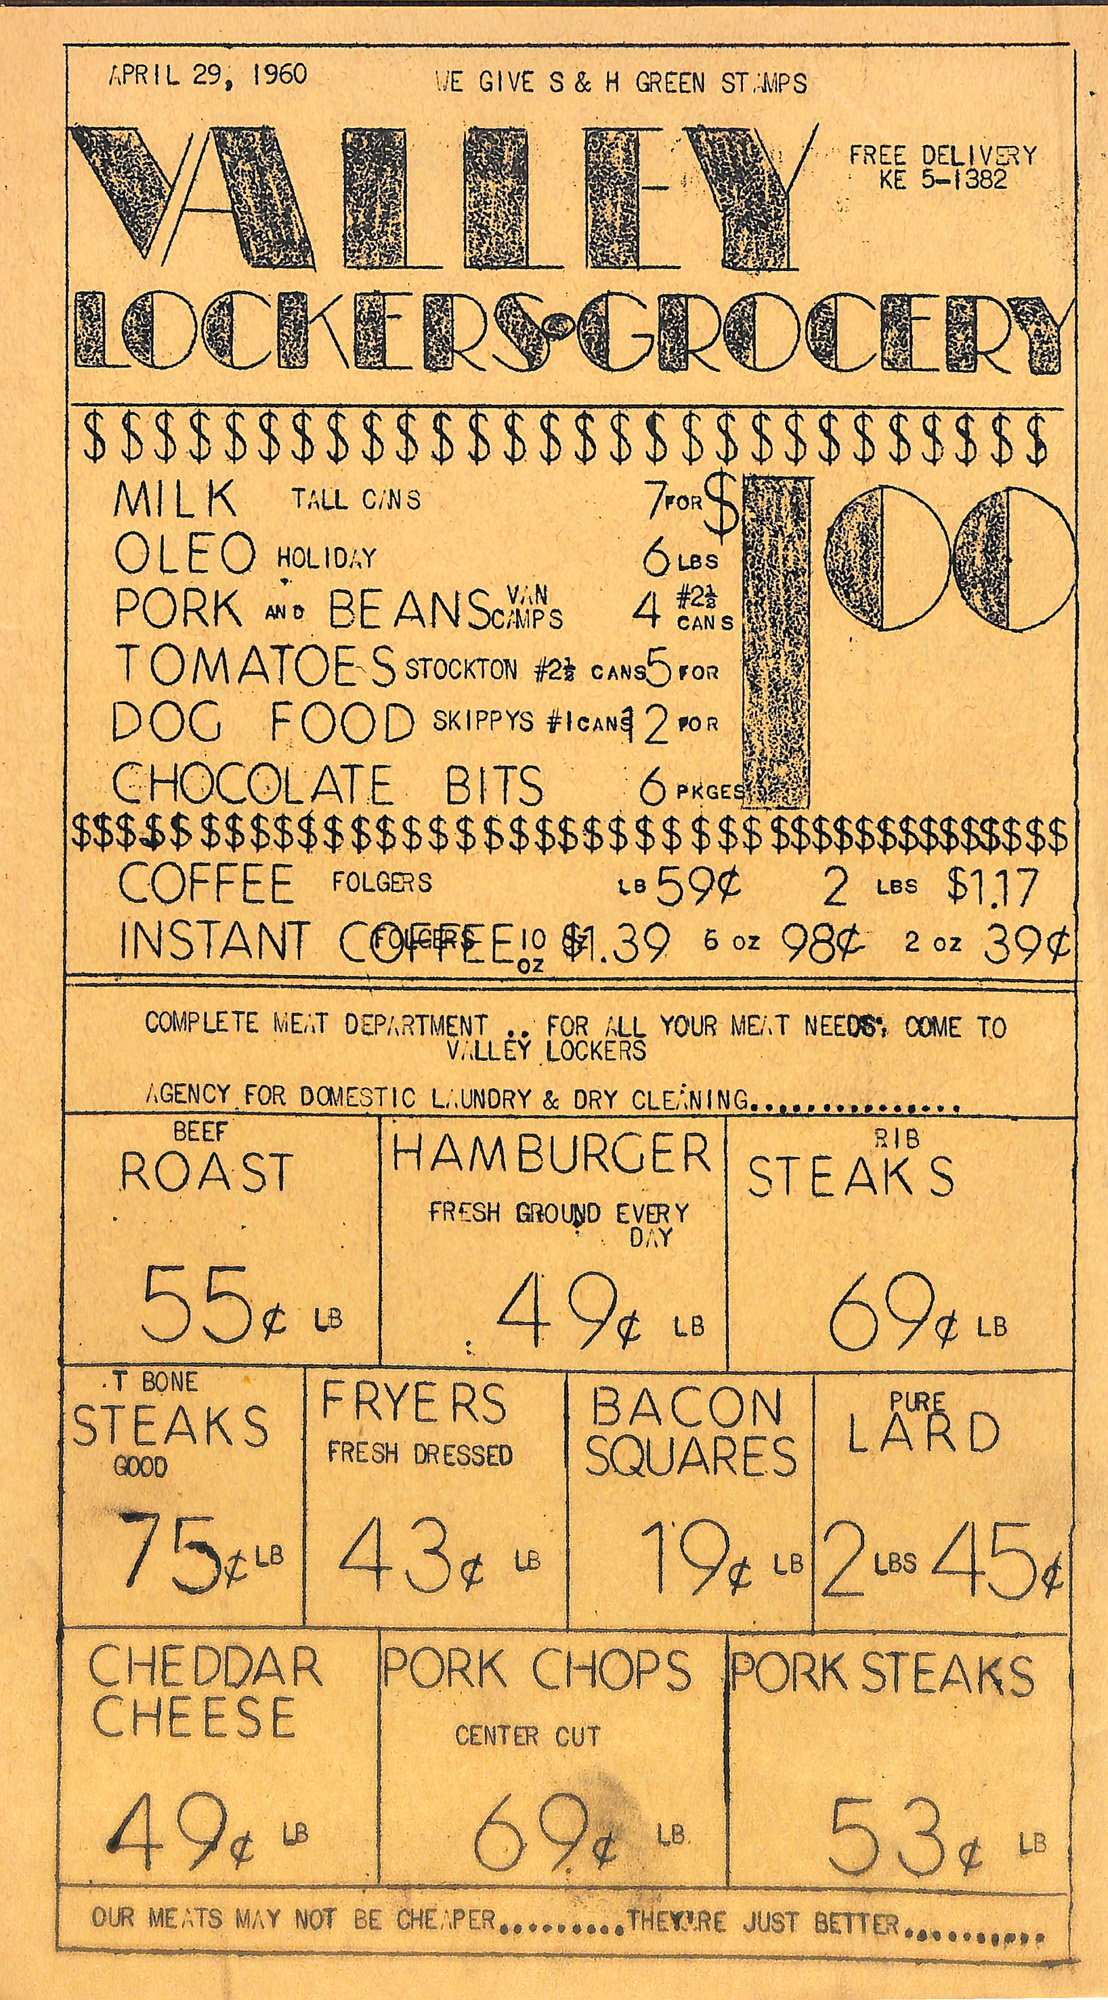 APRIL 29, 1960 WE GIVE S & H GREEN STAMPS
VALLEY
FREE DELIVERY
KE 5-1382
LOCKERS • GROCERY
$ $ $ $ $ $ $ $ $ $ $ $ $ $ $ $ $ $ $ $ $ $ $ $ $ $ $ $
MILK TALL CANS 7 FOR $1 00
OLEO HOLIDAY 6 LBS
PORK AND BEANS VAN CAMPS 4 #2½ CANS
TOMATOES STOCKTON #2½ CANS 5 FOR
DOG FOOD SKIPPYS #1 CANS 12 FOR
CHOCOLATE BITS 6 PKGES
$$$$$$$$$$$$$$$$$$$$$$$$$$$$$$$$$$$$$$$$$$
COFFEE FOLGERS LB 59¢ 2 LBS $1.17
INSTANT COFFEE FOLGERS 10 OZ $1.39 6 OZ 98¢ 2 OZ 39¢
COMPLETE MEAT DEPARTMENT .. FOR ALL YOUR MEAT NEEDS, COME TO
VALLEY LOCKERS
AGENCY FOR DOMESTIC LAUNDRY & DRY CLEANING...............
BEEF
ROAST
55¢ LB
HAMBURGER
FRESH GROUND EVERY
DAY
49¢ LB
RIB
STEAKS
69¢ LB
T BONE
STEAKS
GOOD
75¢ LB
FRYERS
FRESH DRESSED
43¢ LB
BACON
SQUARES
19¢ LB
PURE
LARD
2 LBS 45¢
CHEDDAR
CHEESE
49¢ LB
PORK CHOPS
CENTER CUT
69¢ LB.
PORK STEAKS
53¢ LB
OUR MEATS MAY NOT BE CHEAPER.........THEY'RE JUST BETTER..........